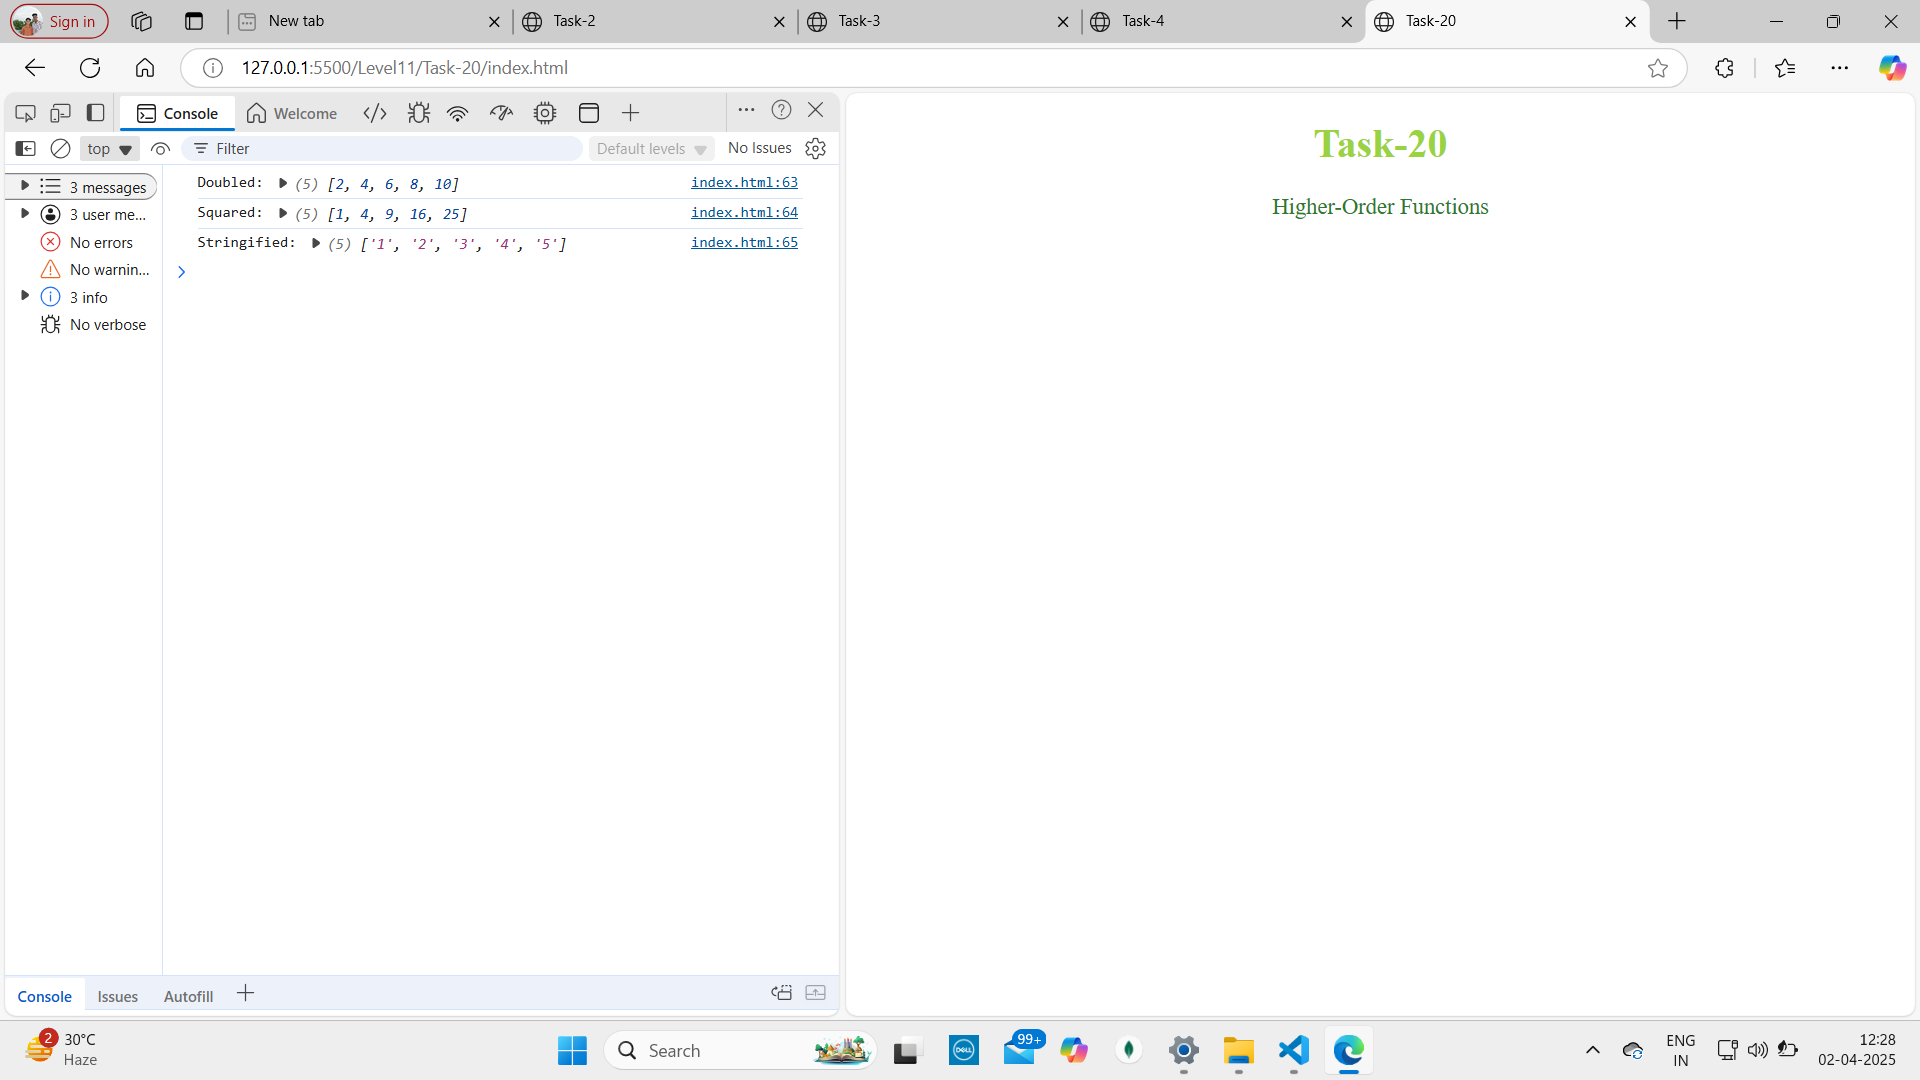 Sign in
New tab
Task-2
Task-3
Task-4
Task-20
127.0.0.1:5500/Level11/Task-20/index.html
Console
Welcome
top
Filter
Default levels
No Issues
3 messages
3 user me...
No errors
No warnin...
3 info
No verbose
Doubled: (5) [2, 4, 6, 8, 10] index.html:63
Squared: (5) [1, 4, 9, 16, 25] index.html:64
Stringified: (5) ['1', '2', '3', '4', '5'] index.html:65
Task-20
Higher-Order Functions
Console
Issues
Autofill
2
30°C
Haze
Search
DELL
99+
ENG
IN
12:28
02-04-2025